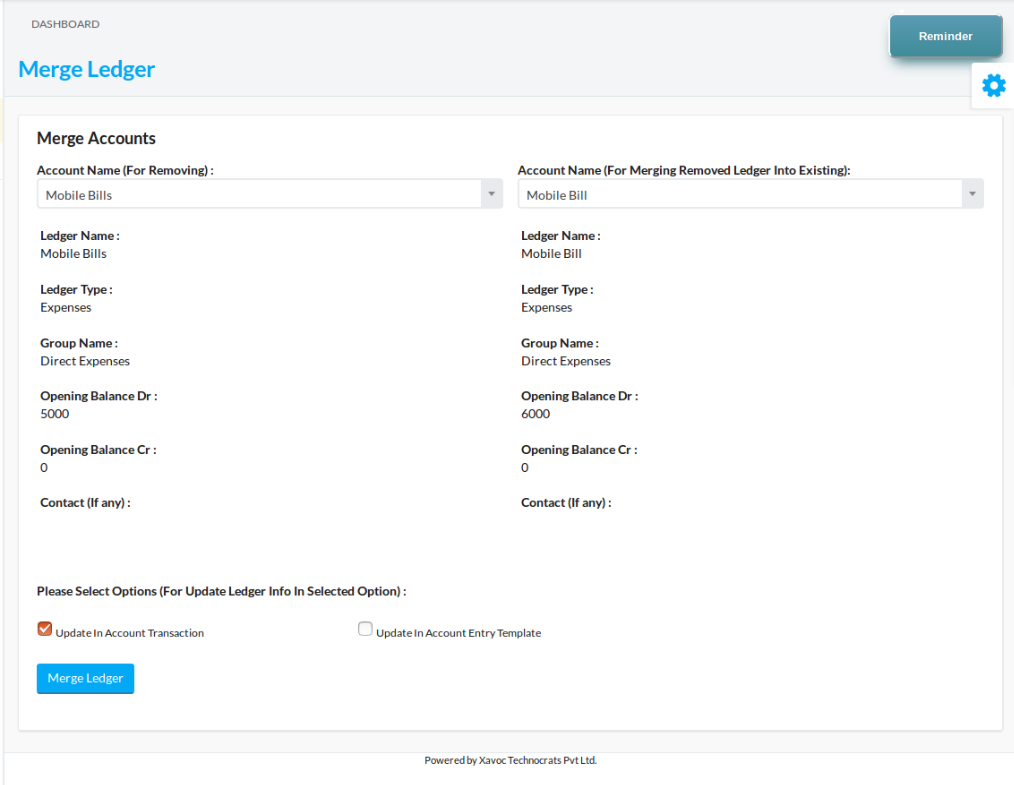 DASHBOARD
Reminder
Merge Ledger
Merge Accounts
Account Name (For Removing) :
Mobile Bills
Ledger Name :
Mobile Bills
Ledger Type :
Expenses
Group Name :
Direct Expenses
Opening Balance Dr :
5000
Opening Balance Cr :
0
Contact (If any) :
Account Name (For Merging Removed Ledger Into Existing):
Mobile Bill
Ledger Name :
Mobile Bill
Ledger Type :
Expenses
Group Name :
Direct Expenses
Opening Balance Dr :
6000
Opening Balance Cr :
0
Contact (If any) :
Please Select Options (For Update Ledger Info In Selected Option) :
Update In Account Transaction
Update In Account Entry Template
Merge Ledger
Powered by Xavoc Technocrats Pvt Ltd.